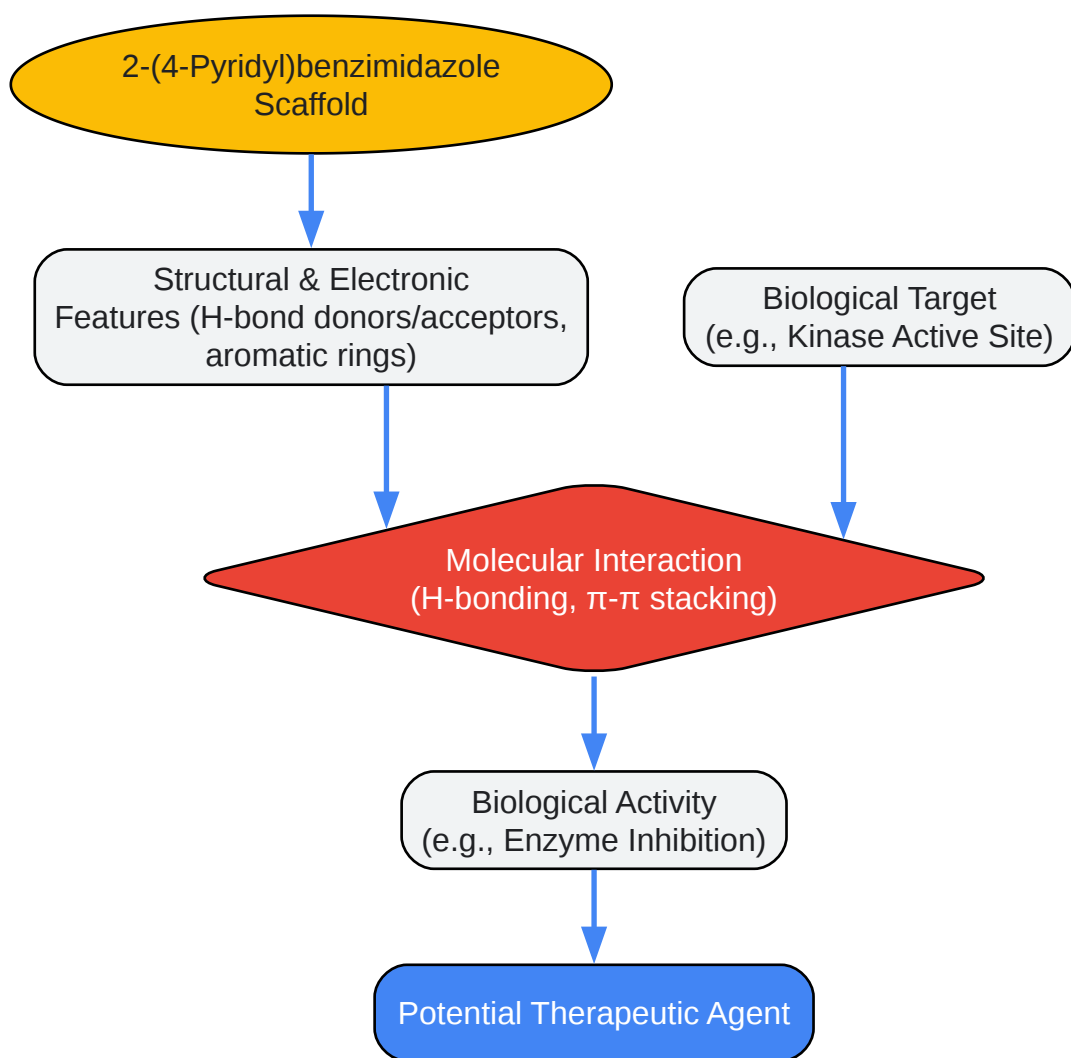 2-(4-Pyridyl)benzimidazole
Scaffold
Structural & Electronic
Features (H-bond donors/acceptors,
aromatic rings)
Biological Target
(e.g., Kinase Active Site)
Molecular Interaction
(H-bonding, π-π stacking)
Biological Activity
(e.g., Enzyme Inhibition)
Potential Therapeutic Agent